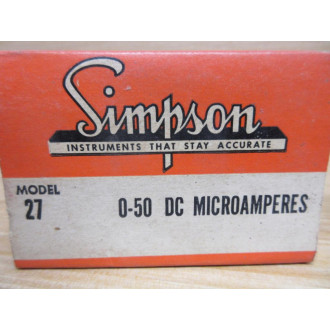 Simpson
INSTRUMENTS THAT STAY ACCURATE
MODEL
27 0-50 DC MICROAMPERES